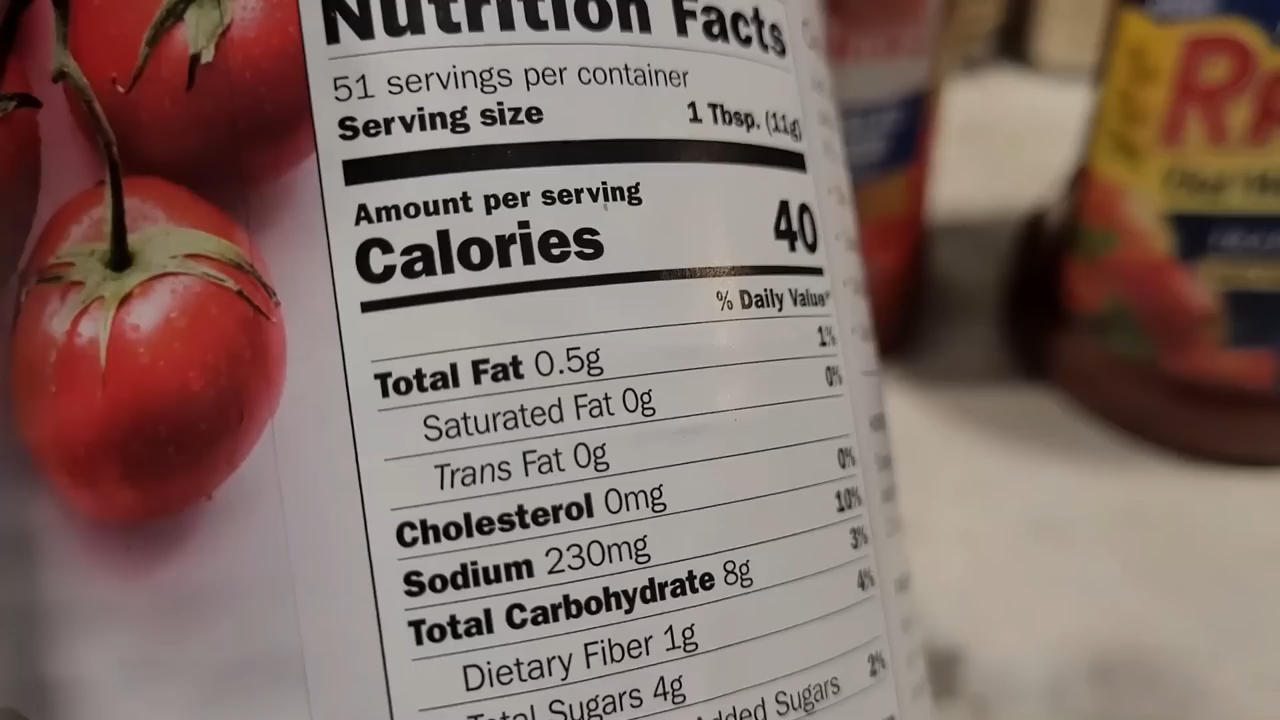 Nutrition Facts
51 servings per container
Serving size 1 Tbsp. (11g)
Amount per serving
Calories 40
% Daily Value*
Total Fat 0.5g 1%
Saturated Fat 0g 0%
Trans Fat 0g
Cholesterol 0mg 0%
Sodium 230mg 10%
Total Carbohydrate 8g 3%
Dietary Fiber 1g 4%
Total Sugars 4g
Added Sugars 2%